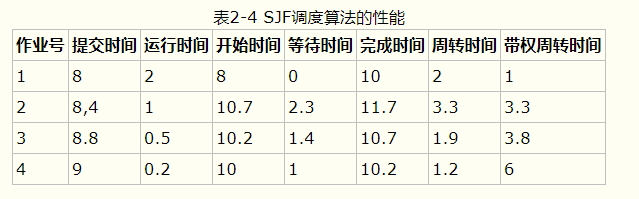 表2-4 SJF调度算法的性能
作业号 提交时间 运行时间 开始时间 等待时间 完成时间 周转时间 带权周转时间
1 8 2 8 0 10 2 1
2 8,4 1 10.7 2.3 11.7 3.3 3.3
3 8.8 0.5 10.2 1.4 10.7 1.9 3.8
4 9 0.2 10 1 10.2 1.2 6